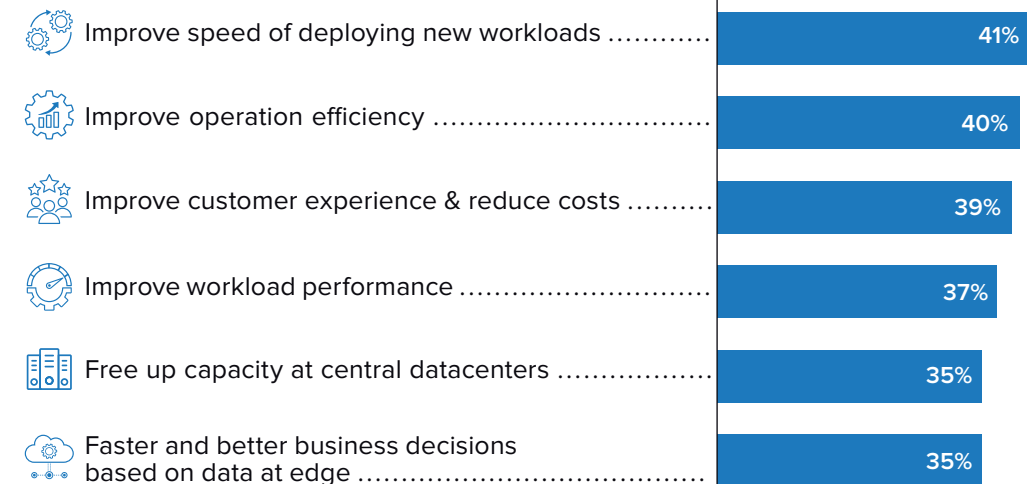 Improve speed of deploying new workloads ............ 41%
Improve operation efficiency ................................ 40%
Improve customer experience & reduce costs .......... 39%
Improve workload performance ............................. 37%
Free up capacity at central datacenters .................. 35%
Faster and better business decisions
based on data at edge ........................................ 35%